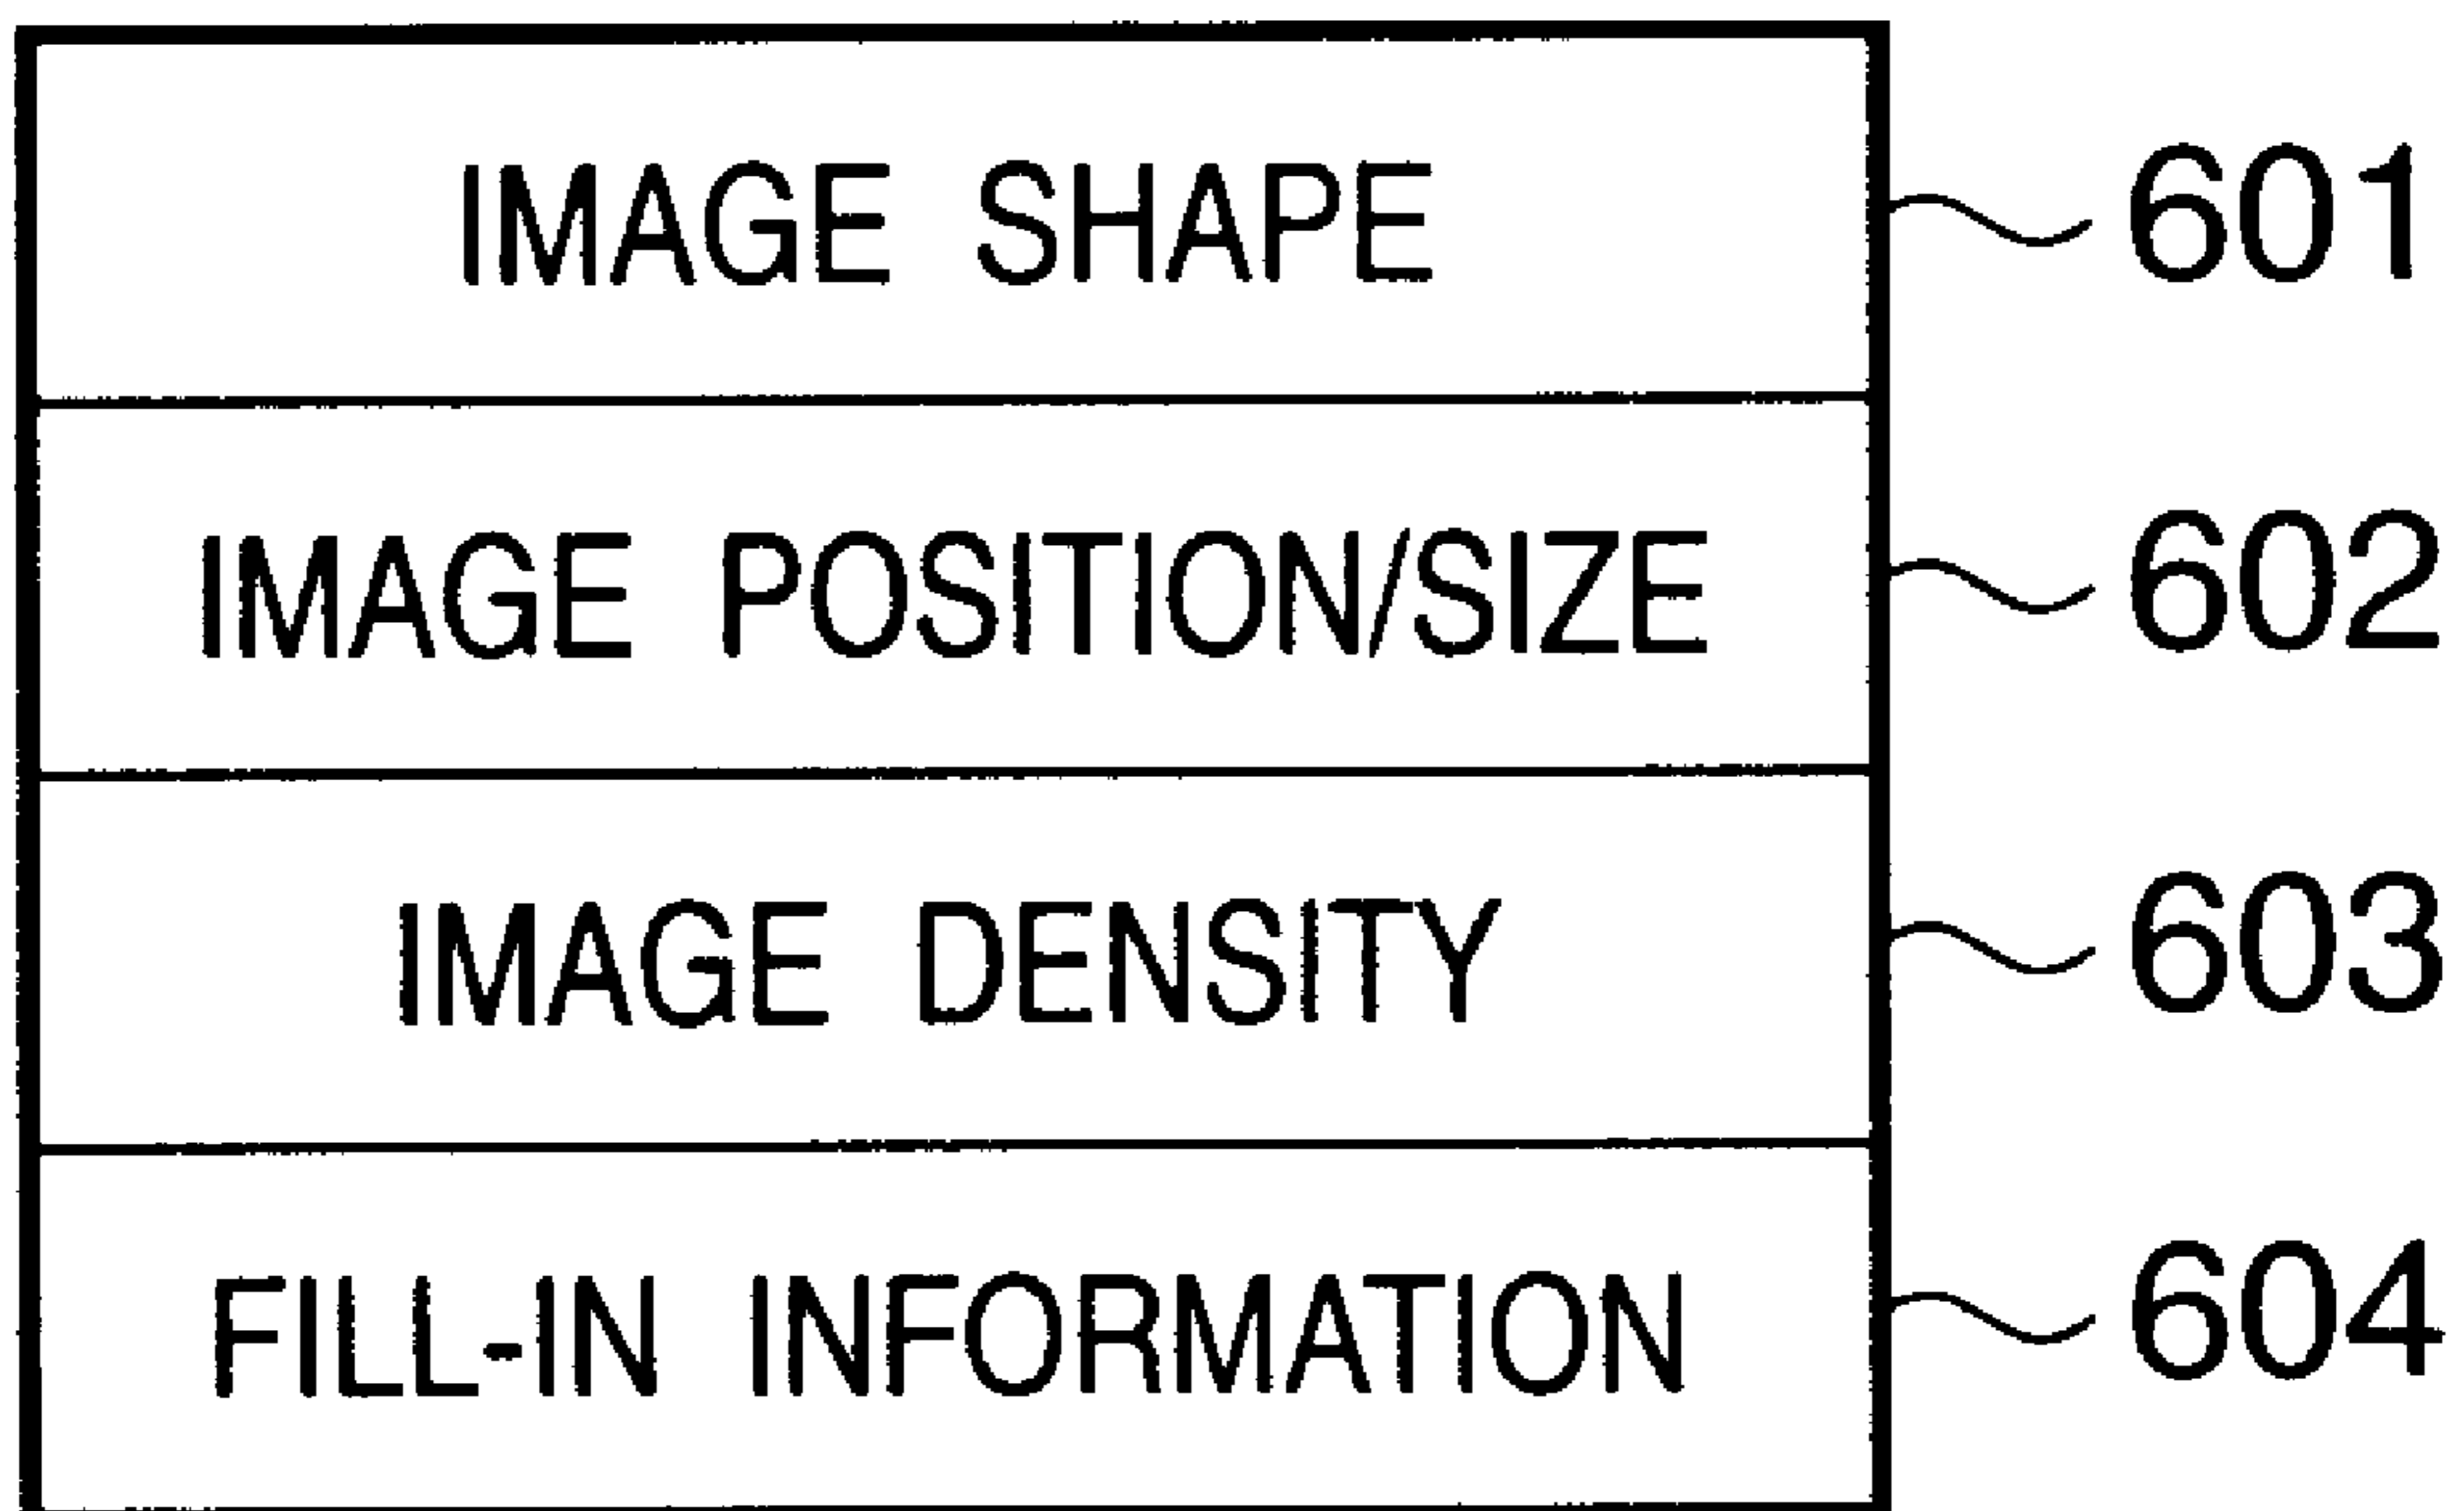 IMAGE SHAPE 601
IMAGE POSITION/SIZE 602
IMAGE DENSITY 603
FILL-IN INFORMATION 604